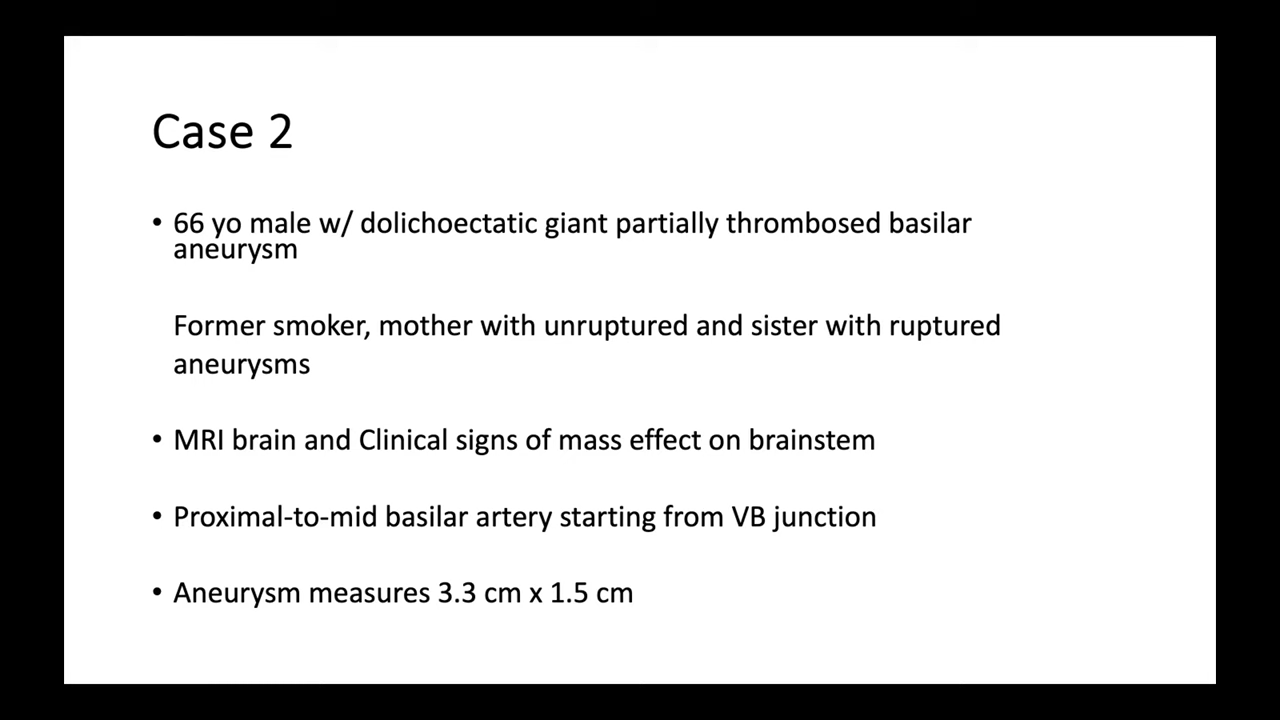 Case 2
• 66 yo male w/ dolichoectatic giant partially thrombosed basilar
aneurysm
Former smoker, mother with unruptured and sister with ruptured
aneurysms
• MRI brain and Clinical signs of mass effect on brainstem
• Proximal-to-mid basilar artery starting from VB junction
• Aneurysm measures 3.3 cm x 1.5 cm